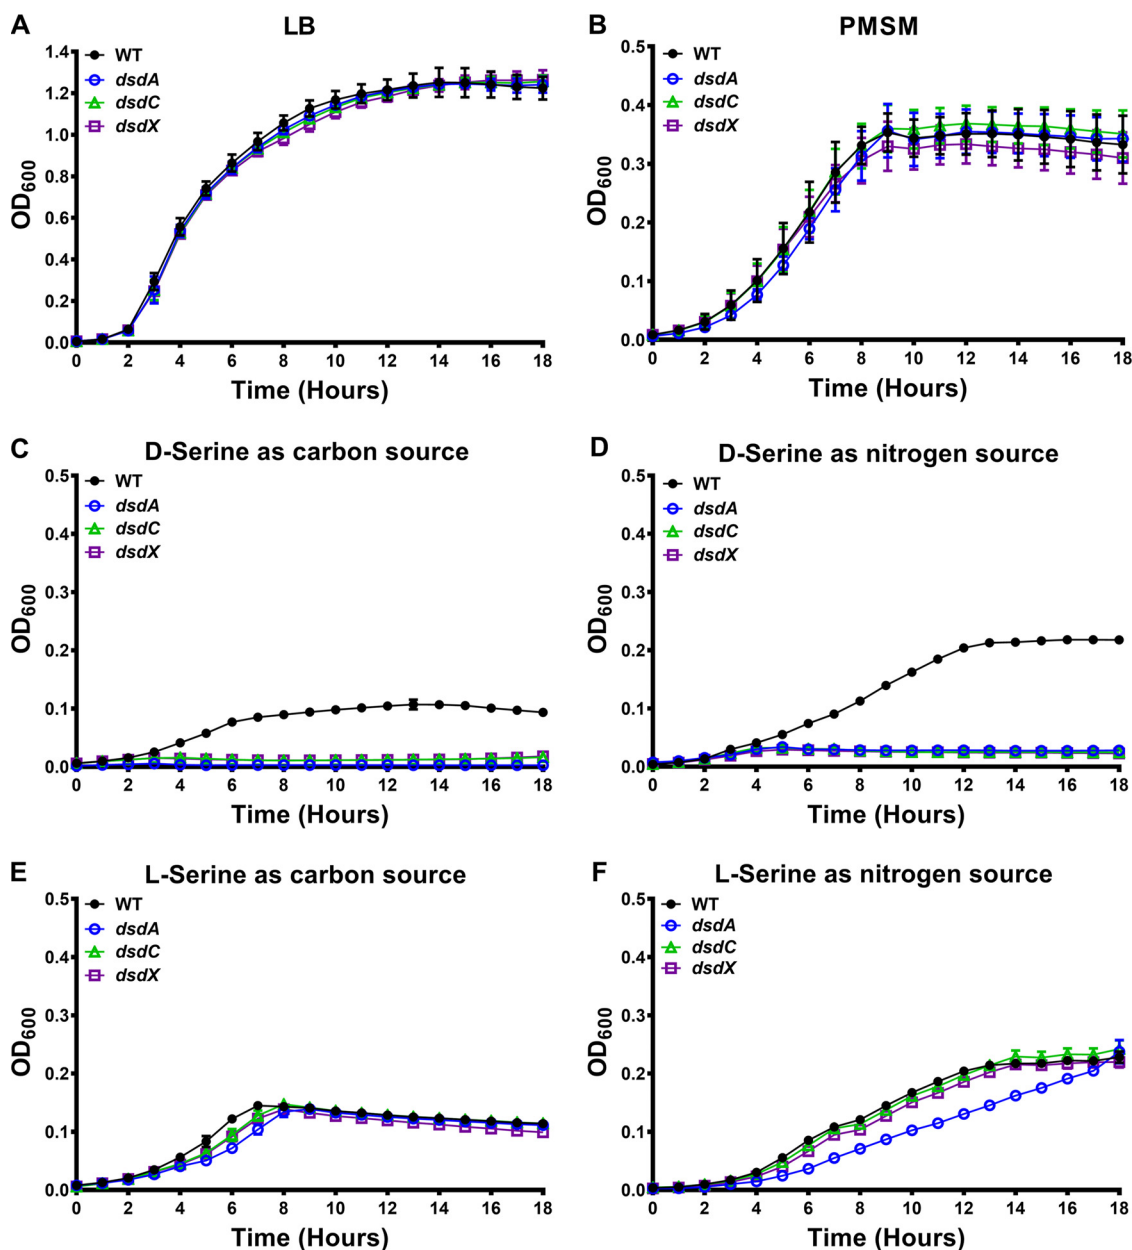 A
LB
WT
dsdA
dsdC
dsdX
1.4
1.2
1.0
0.8
0.6
0.4
0.2
0.0
OD600
0 2 4 6 8 10 12 14 16 18
Time (Hours)
B
PMSM
WT
dsdA
dsdC
dsdX
0.5
0.4
0.3
0.2
0.1
0.0
OD600
0 2 4 6 8 10 12 14 16 18
Time (Hours)
C
D-Serine as carbon source
WT
dsdA
dsdC
dsdX
0.5
0.4
0.3
0.2
0.1
0.0
OD600
0 2 4 6 8 10 12 14 16 18
Time (Hours)
D
D-Serine as nitrogen source
WT
dsdA
dsdC
dsdX
0.5
0.4
0.3
0.2
0.1
0.0
OD600
0 2 4 6 8 10 12 14 16 18
Time (Hours)
E
L-Serine as carbon source
WT
dsdA
dsdC
dsdX
0.5
0.4
0.3
0.2
0.1
0.0
OD600
0 2 4 6 8 10 12 14 16 18
Time (Hours)
F
L-Serine as nitrogen source
WT
dsdA
dsdC
dsdX
0.5
0.4
0.3
0.2
0.1
0.0
OD600
0 2 4 6 8 10 12 14 16 18
Time (Hours)